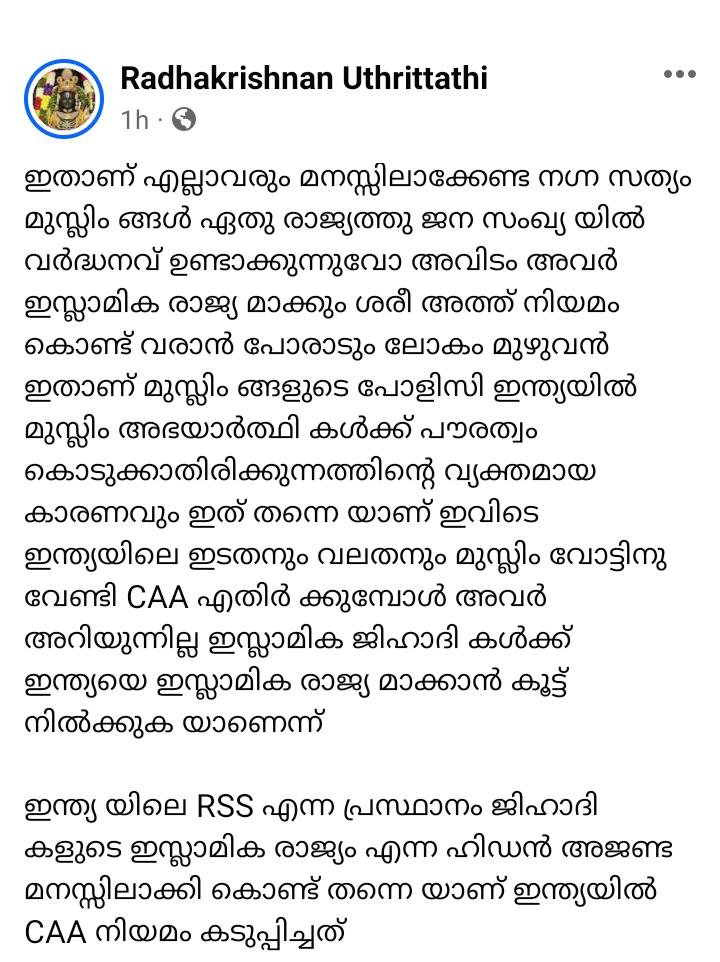 Radhakrishnan Uthrittathi
1h ·
ഇതാണ് എല്ലാവരും മനസ്സിലാക്കേണ്ട നഗ്ന സത്യം
മുസ്ലിം ങ്ങൾ ഏതു രാജ്യത്തു ജന സംഖ്യ യിൽ
വർദ്ധനവ് ഉണ്ടാക്കുന്നുവോ അവിടം അവർ
ഇസ്ലാമിക രാജ്യ മാക്കും ശരീ അത്ത് നിയമം
കൊണ്ട് വരാൻ പോരാടും ലോകം മുഴുവൻ
ഇതാണ് മുസ്ലിം ങ്ങളുടെ പോളിസി ഇന്ത്യയിൽ
മുസ്ലിം അഭയാർത്ഥി കൾക്ക് പൗരത്വം
കൊടുക്കാതിരിക്കുന്നത്തിന്റെ വ്യക്തമായ
കാരണവും ഇത് തന്നെ യാണ് ഇവിടെ
ഇന്ത്യയിലെ ഇടതനും വലതനും മുസ്ലിം വോട്ടിനു
വേണ്ടി CAA എതിർ ക്കുമ്പോൾ അവർ
അറിയുന്നില്ല ഇസ്ലാമിക ജിഹാദി കൾക്ക്
ഇന്ത്യയെ ഇസ്ലാമിക രാജ്യ മാക്കാൻ കൂട്ട്
നിൽക്കുക യാണെന്ന്
ഇന്ത്യ യിലെ RSS എന്ന പ്രസ്ഥാനം ജിഹാദി
കളുടെ ഇസ്ലാമിക രാജ്യം എന്ന ഹിഡൻ അജണ്ട
മനസ്സിലാക്കി കൊണ്ട് തന്നെ യാണ് ഇന്ത്യയിൽ
CAA നിയമം കടുപ്പിച്ചത്